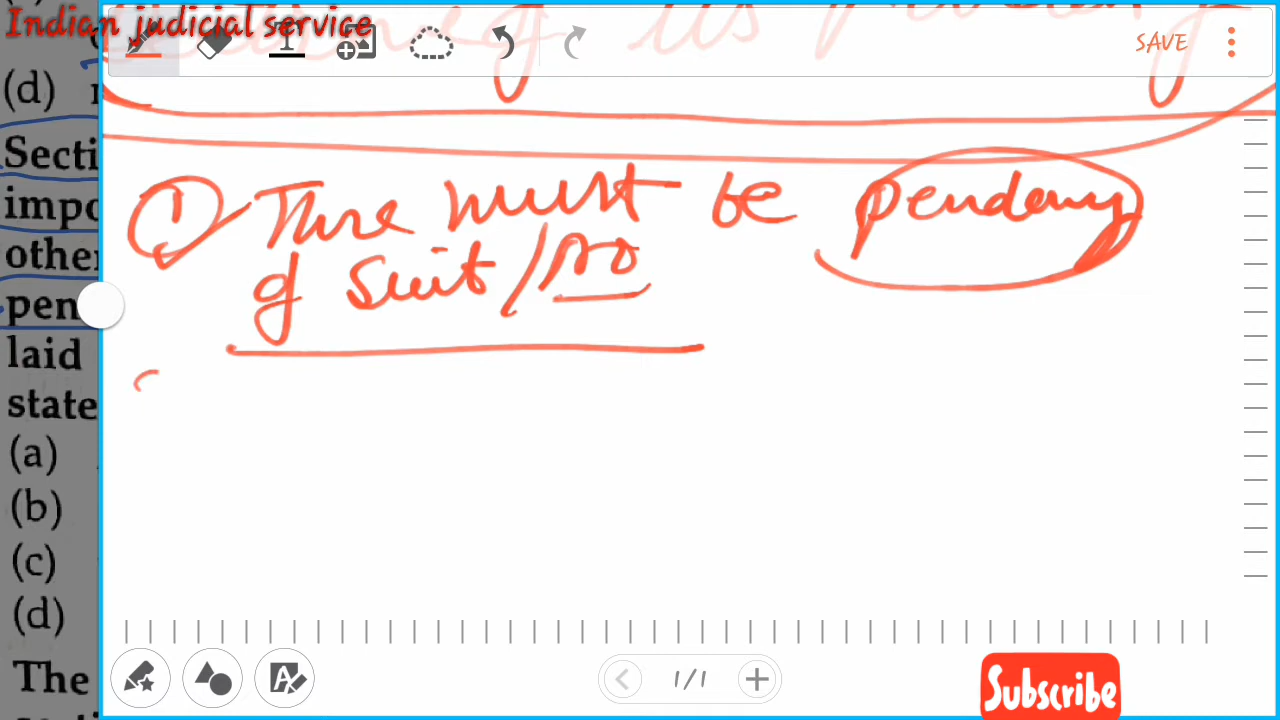 Indian judicial service
SAVE
(d)
Secti
① There must be pendency
impo
other
of Suit/
pen
laid
state
(a)
(b)
(c)
(d)
The
1/1
Subscribe